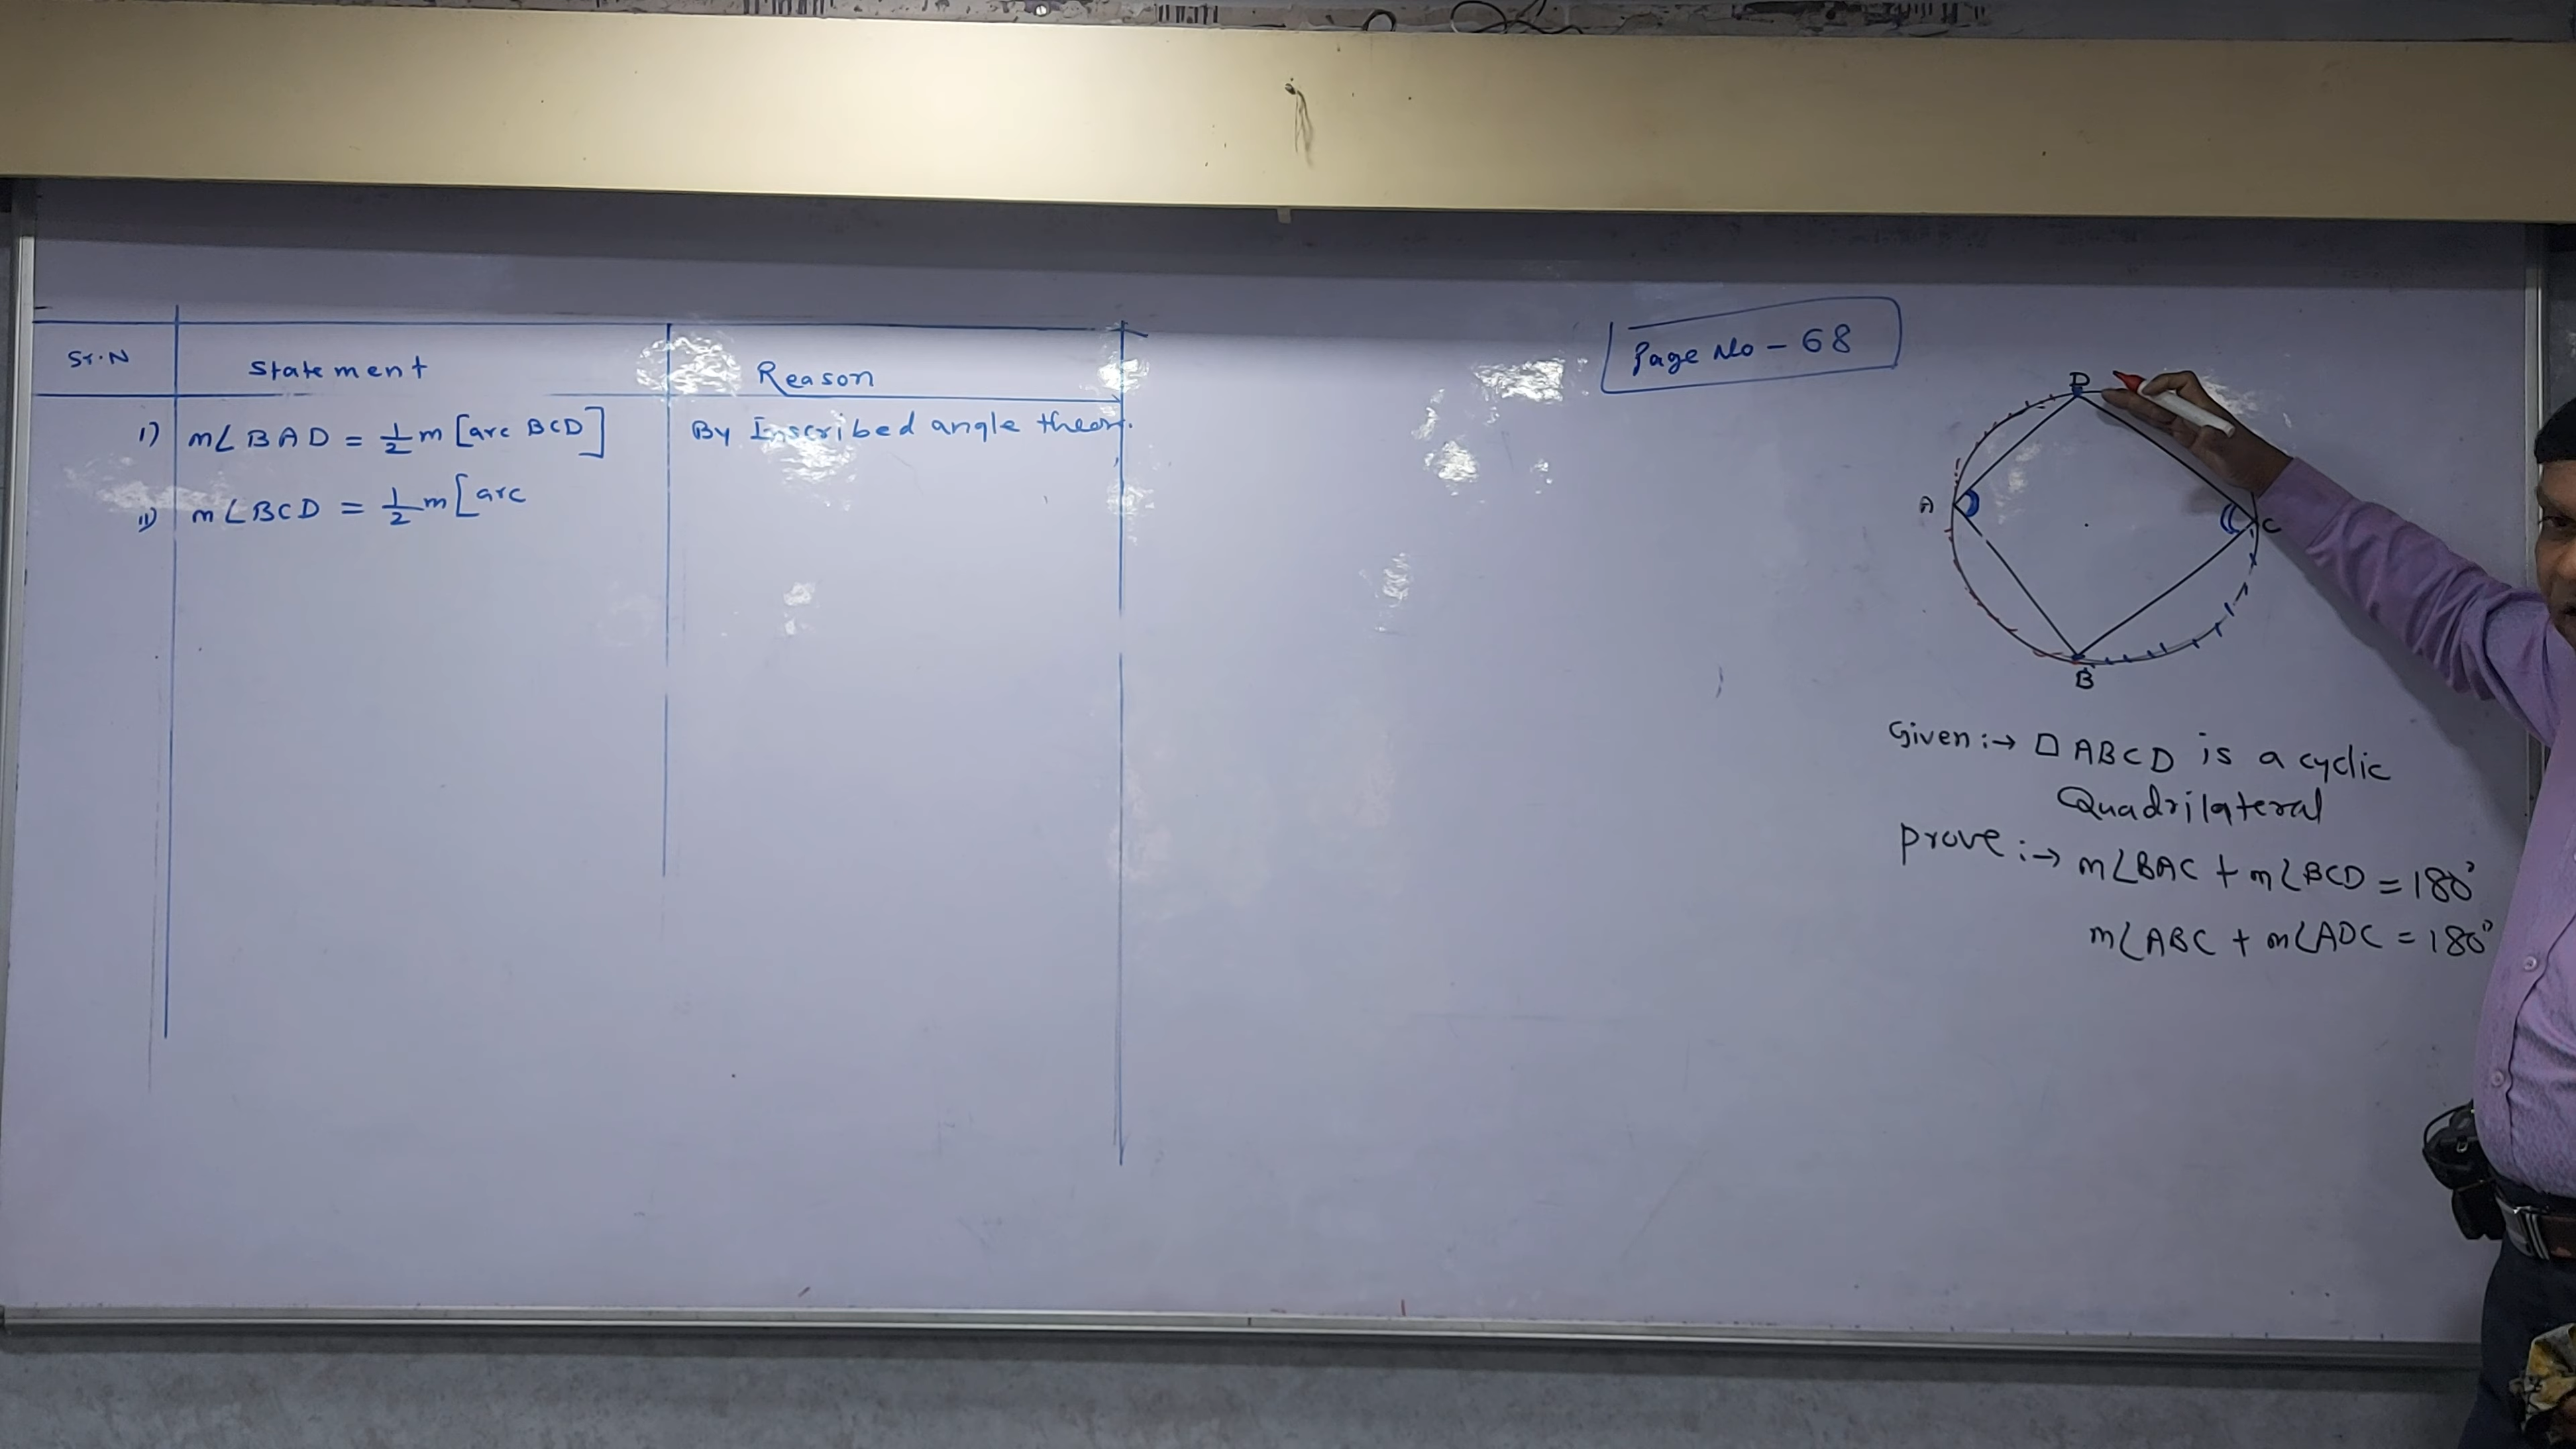 Sr.N Statement Reason
i) m∠BAD = 1/2 m [arc BCD] By Inscribed angle theor.
ii) m∠BCD = 1/2 m [arc
Page No - 68
D
A
C
B
Given :→ □ ABCD is a cyclic
Quadrilateral
prove :→ m∠BAC + m∠BCD = 180°
m∠ABC + m∠ADC = 180°